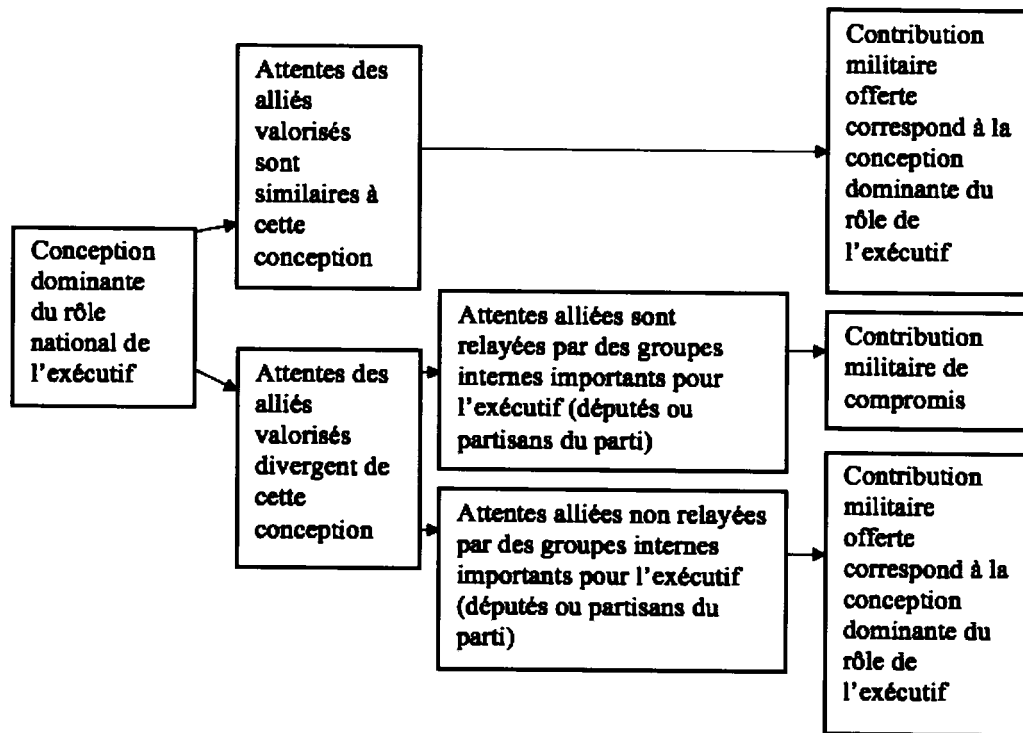 Conception
dominante
du rôle
national de
l'exécutif
Attentes des
alliés
valorisés
sont
similaires à
cette
conception
Contribution
militaire
offerte
correspond à la
conception
dominante du
rôle de
l'exécutif
Attentes des
alliés
valorisés
divergent de
cette
conception
Attentes alliées sont
relayées par des groupes
internes importants pour
l'exécutif (députés ou
partisans du parti)
Contribution
militaire de
compromis
Attentes alliées non relayées
par des groupes internes
importants pour l'exécutif
(députés ou partisans du
parti)
Contribution
militaire
offerte
correspond à la
conception
dominante du
rôle de
l'exécutif